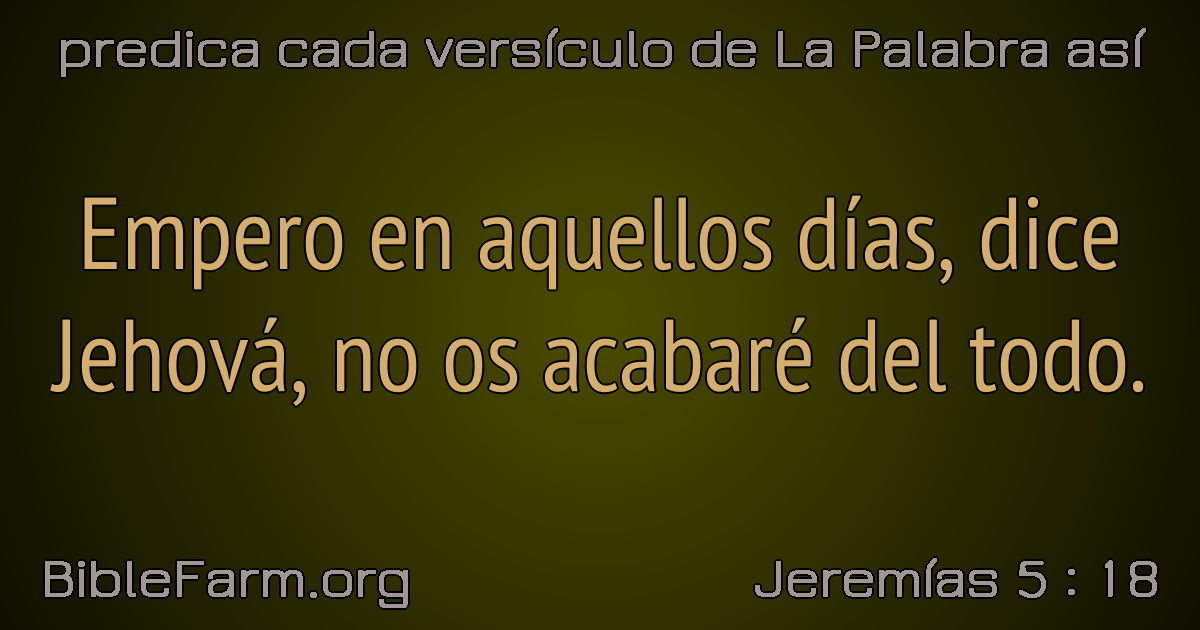 predica cada versículo de La Palabra así
Empero en aquellos días, dice
Jehová, no os acabaré del todo.
BibleFarm.org
Jeremías 5 : 18